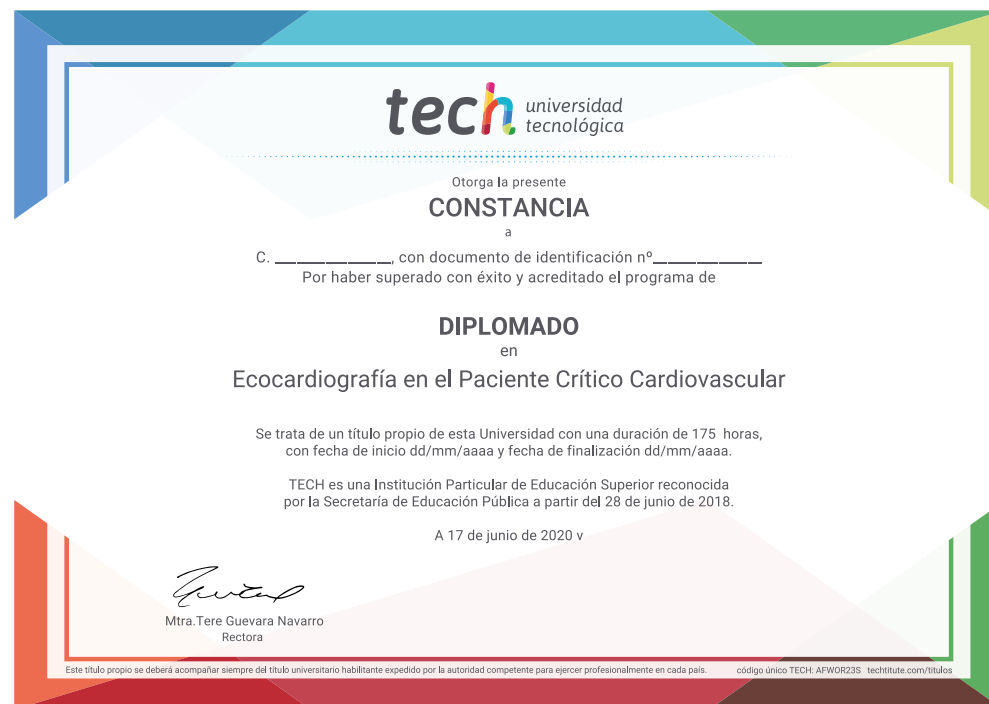 tech universidad
tecnológica
Otorga la presente
CONSTANCIA
a
C. ________________, con documento de identificación nº_______________
Por haber superado con éxito y acreditado el programa de
DIPLOMADO
en
Ecocardiografía en el Paciente Crítico Cardiovascular
Se trata de un título propio de esta Universidad con una duración de 175 horas,
con fecha de inicio dd/mm/aaaa y fecha de finalización dd/mm/aaaa.
TECH es una Institución Particular de Educación Superior reconocida
por la Secretaría de Educación Pública a partir del 28 de junio de 2018.
A 17 de junio de 2020 v
Mtra.Tere Guevara Navarro
Rectora
Este título propio se deberá acompañar siempre del título universitario habilitante expedido por la autoridad competente para ejercer profesionalmente en cada país. código único TECH: AFWOR23S techtitute.com/titulos